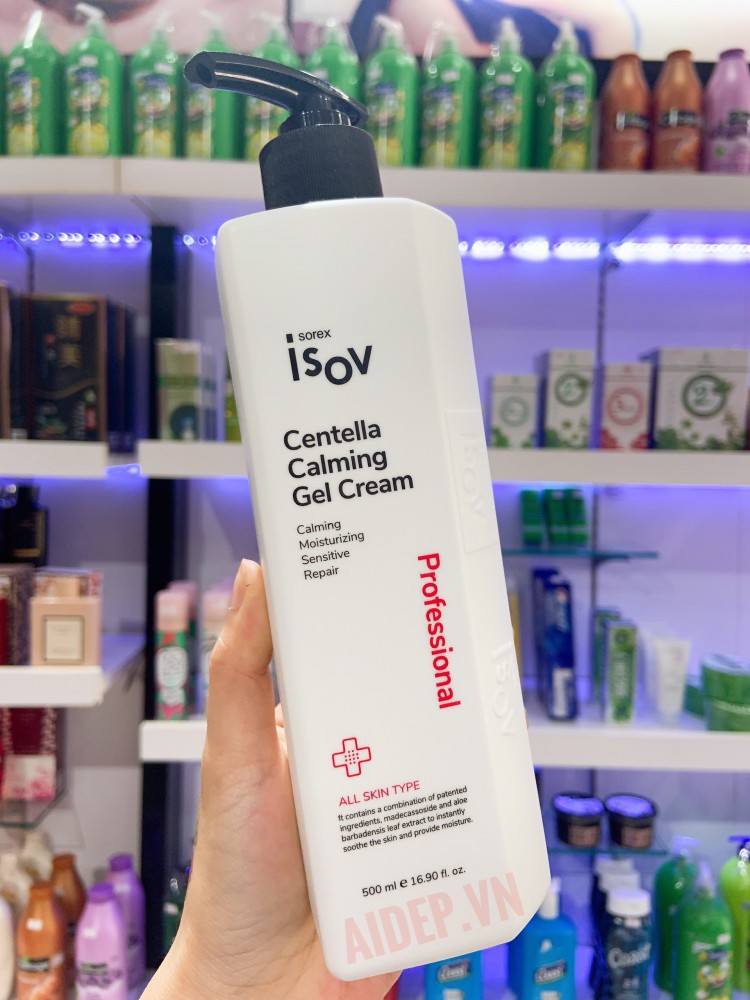 sorex
isov
Centella
Calming
Gel Cream
Calming
Moisturizing
Sensitive
Repair
Professional
ALL SKIN TYPE
It contains a combination of patented
ingredients, madecassoside and aloe
barbadensis leaf extract to instantly
soothe the skin and provide moisture.
500 ml e 16.90 fl. oz.
AIDEP.VN
isov
isov